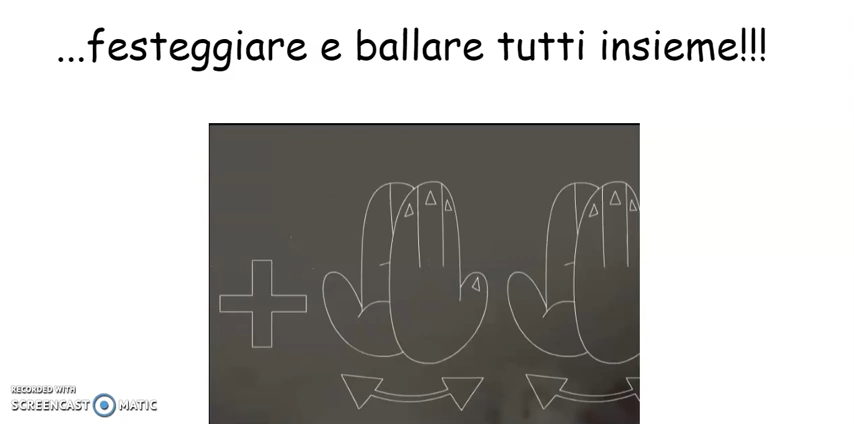 ...festeggiare e ballare tutti insieme!!!
RECORDED WITH
SCREENCAST MATIC